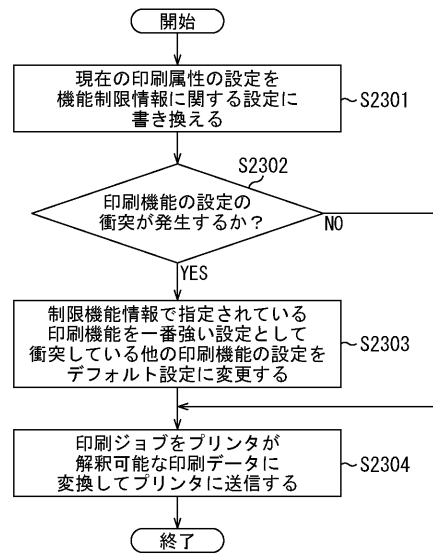 開始
現在の印刷属性の設定を
機能制限情報に関する設定に
書き換える
S2301
S2302
印刷機能の設定の
衝突が発生するか?
NO
YES
制限機能情報で指定されている
印刷機能を一番強い設定として
衝突している他の印刷機能の設定を
デフォルト設定に変更する
S2303
印刷ジョブをプリンタが
解釈可能な印刷データに
変換してプリンタに送信する
S2304
終了